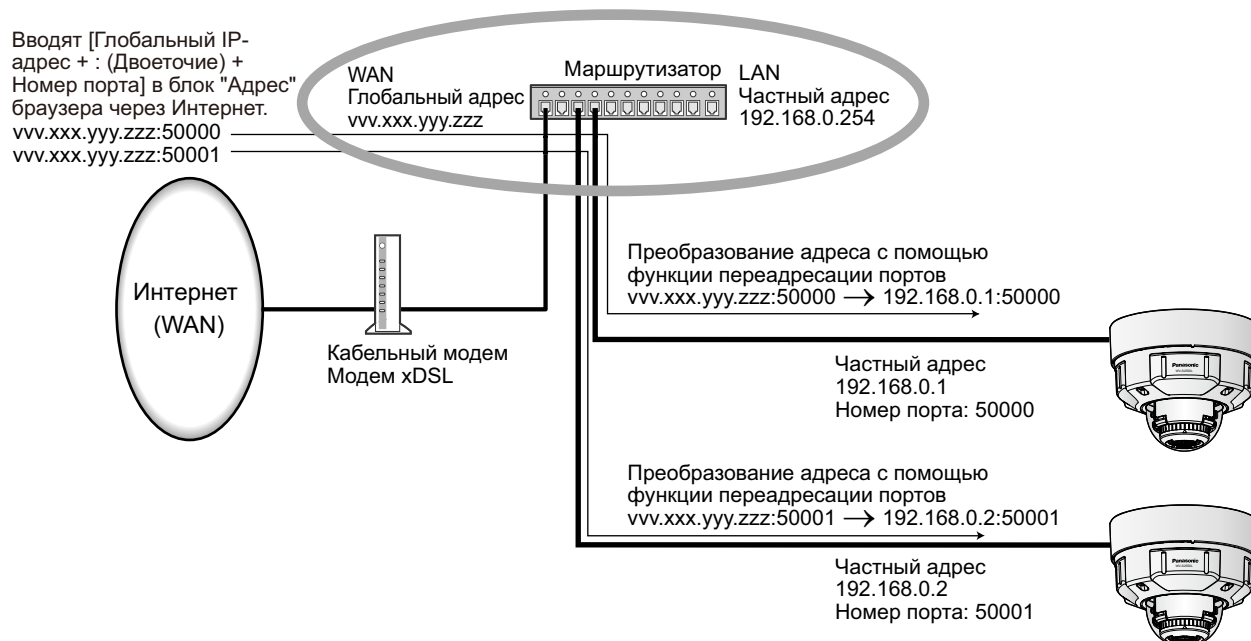 Вводят [Глобальный IP-
адрес + : (Двоеточие) +
Номер порта] в блок "Адрес"
браузера через Интернет.
vvv.xxx.yyy.zzz:50000
vvv.xxx.yyy.zzz:50001
WAN
Глобальный адрес
vvv.xxx.yyy.zzz
Маршрутизатор
LAN
Частный адрес
192.168.0.254
Интернет
(WAN)
Кабельный модем
Модем xDSL
Преобразование адреса с помощью
функции переадресации портов
vvv.xxx.yyy.zzz:50000 → 192.168.0.1:50000
Частный адрес
192.168.0.1
Номер порта: 50000
Panasonic
Преобразование адреса с помощью
функции переадресации портов
vvv.xxx.yyy.zzz:50001 → 192.168.0.2:50001
Частный адрес
192.168.0.2
Номер порта: 50001
Panasonic